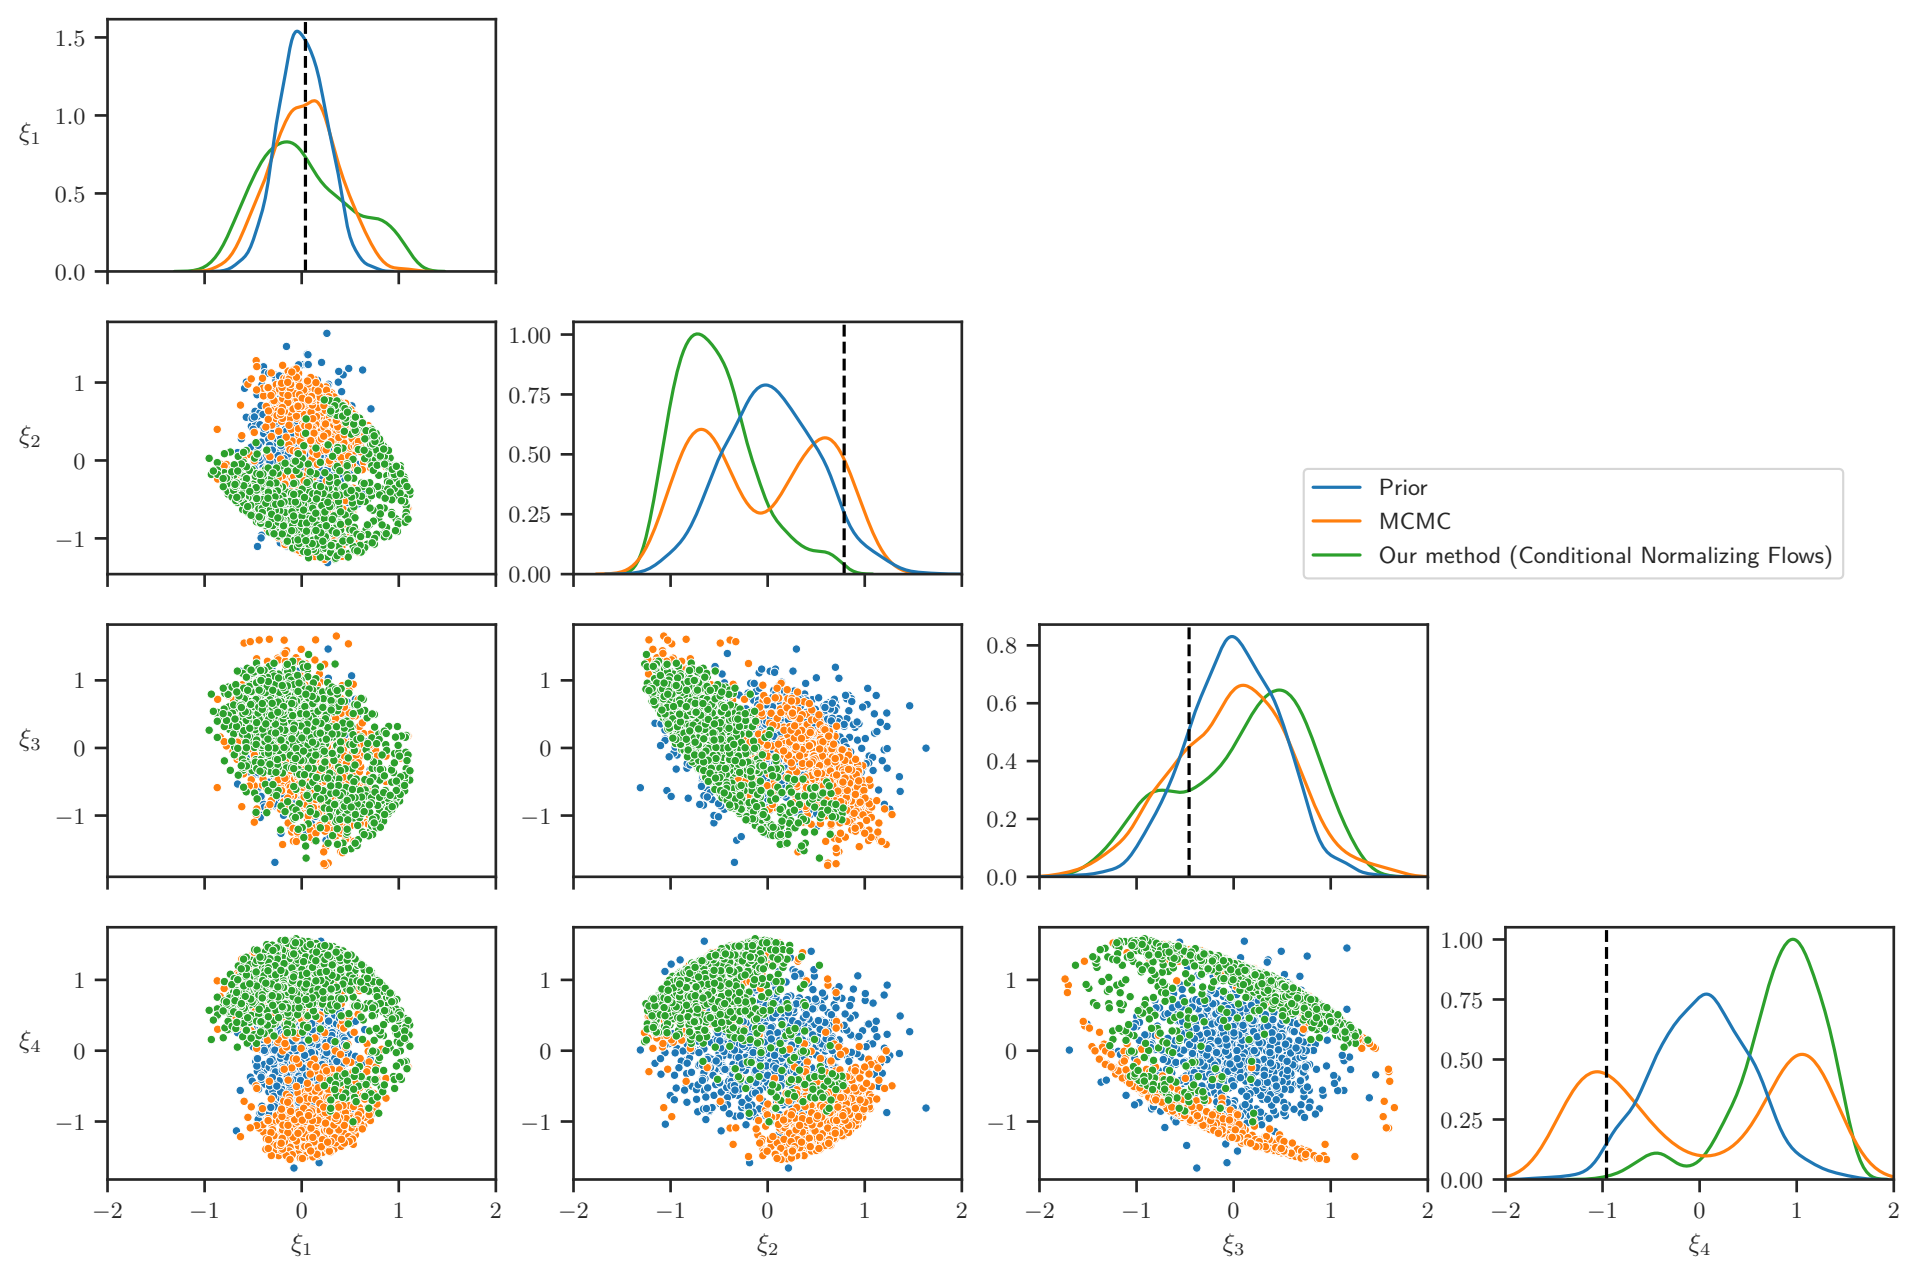 1.5
1.0
0.5
0.0
ξ1
1
0
−1
ξ2
1.00
0.75
0.50
0.25
0.00
Prior
MCMC
Our method (Conditional Normalizing Flows)
1
0
−1
ξ3
1
0
−1
0.8
0.6
0.4
0.2
0.0
1
0
−1
ξ4
1
0
−1
1
0
−1
1.00
0.75
0.50
0.25
0.00
−2 −1 0 1 2
ξ1
−2 −1 0 1 2
ξ2
−2 −1 0 1 2
ξ3
−2 −1 0 1 2
ξ4